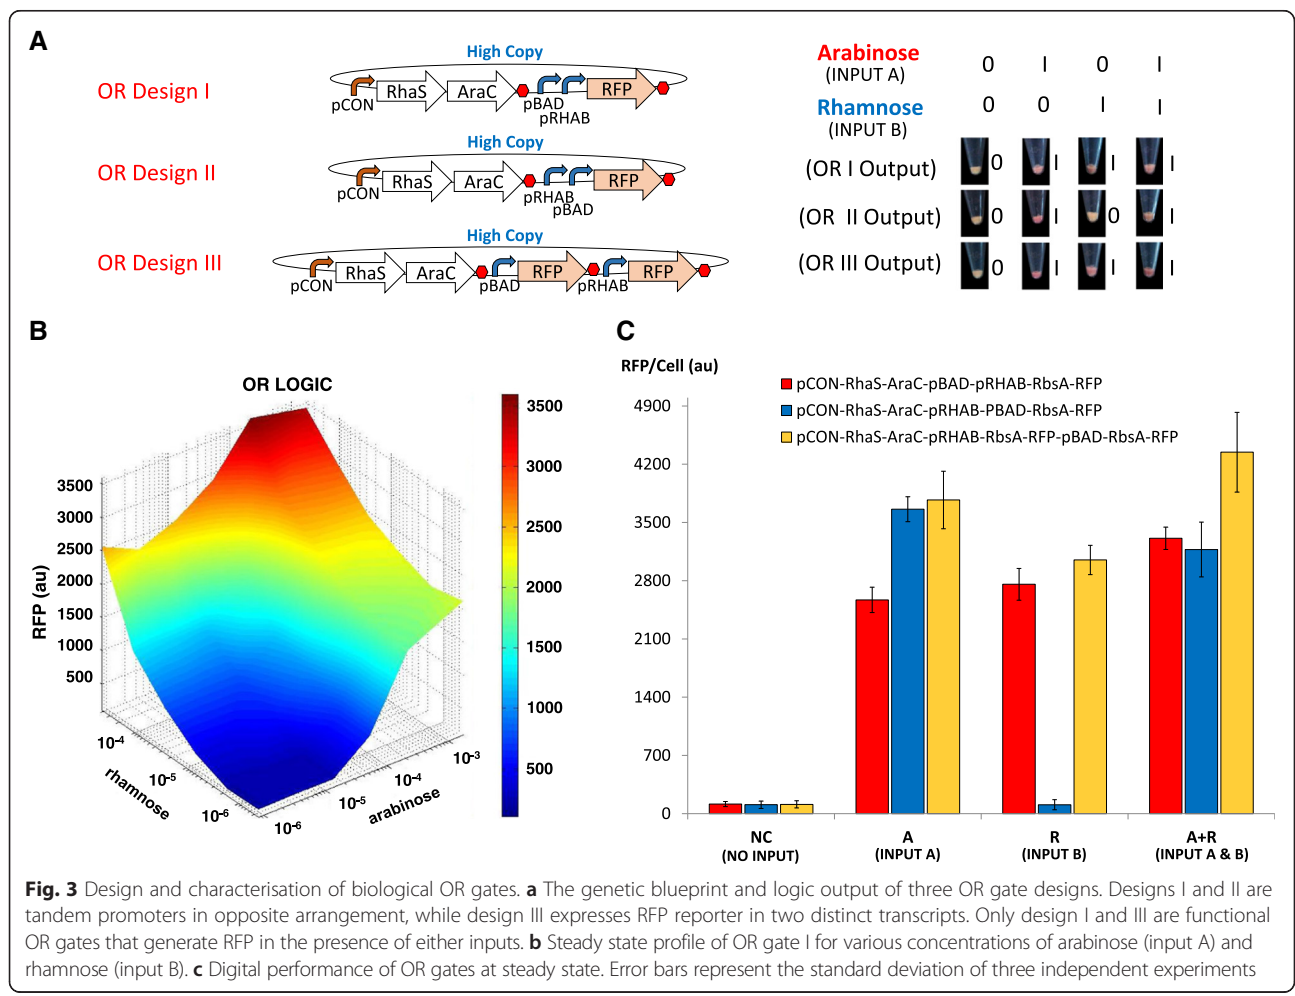 A
OR Design I
High Copy
pCON
RhaS
AraC
pBAD
pRHAB
RFP
OR Design II
High Copy
pCON
RhaS
AraC
pRHAB
pBAD
RFP
OR Design III
High Copy
pCON
RhaS
AraC
pBAD
RFP
pRHAB
RFP
Arabinose
(INPUT A)
0 I 0 I
Rhamnose
(INPUT B)
0 0 I I
(OR I Output) 0 I I I
(OR II Output) 0 I 0 I
(OR III Output) 0 I I I
B
OR LOGIC
RFP (au)
3500
3000
2500
2000
1500
1000
500
10-4
10-5
10-6
rhamnose
10-6
10-5
10-4
10-3
arabinose
3500
3000
2500
2000
1500
1000
500
C
RFP/Cell (au)
pCON-RhaS-AraC-pBAD-pRHAB-RbsA-RFP
pCON-RhaS-AraC-pRHAB-PBAD-RbsA-RFP
pCON-RhaS-AraC-pRHAB-RbsA-RFP-pBAD-RbsA-RFP
4900
4200
3500
2800
2100
1400
700
0
NC
(NO INPUT)
A
(INPUT A)
R
(INPUT B)
A+R
(INPUT A & B)
Fig. 3 Design and characterisation of biological OR gates. a The genetic blueprint and logic output of three OR gate designs. Designs I and II are
tandem promoters in opposite arrangement, while design III expresses RFP reporter in two distinct transcripts. Only design I and III are functional
OR gates that generate RFP in the presence of either inputs. b Steady state profile of OR gate I for various concentrations of arabinose (input A) and
rhamnose (input B). c Digital performance of OR gates at steady state. Error bars represent the standard deviation of three independent experiments